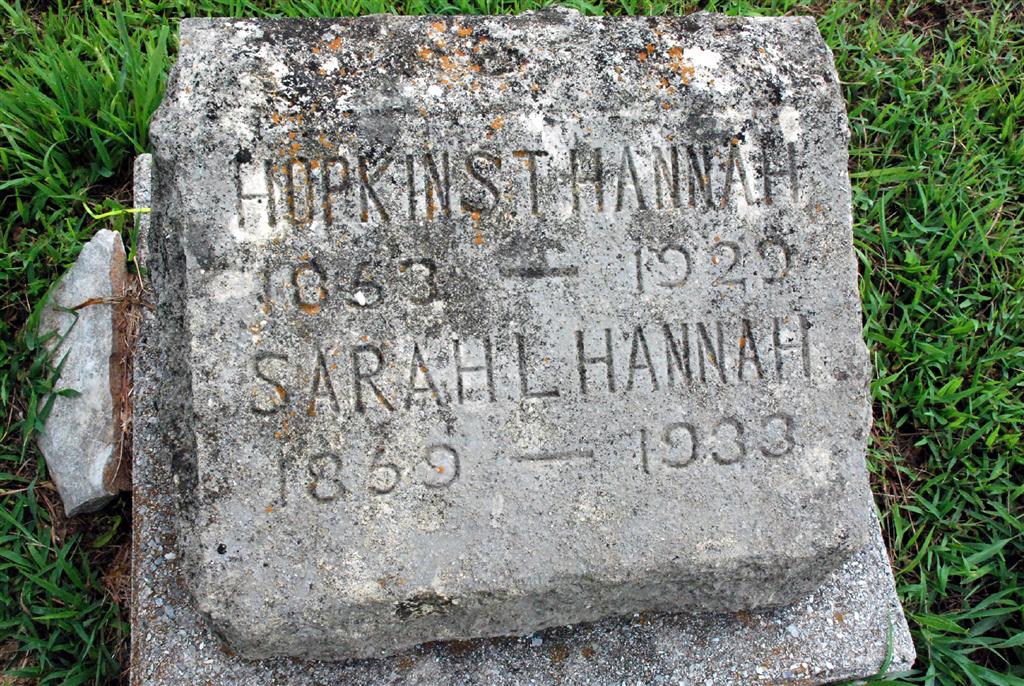 HOPKINS T HANNAH
1853 — 1929
SARAH L HANNAH
1869 — 1933